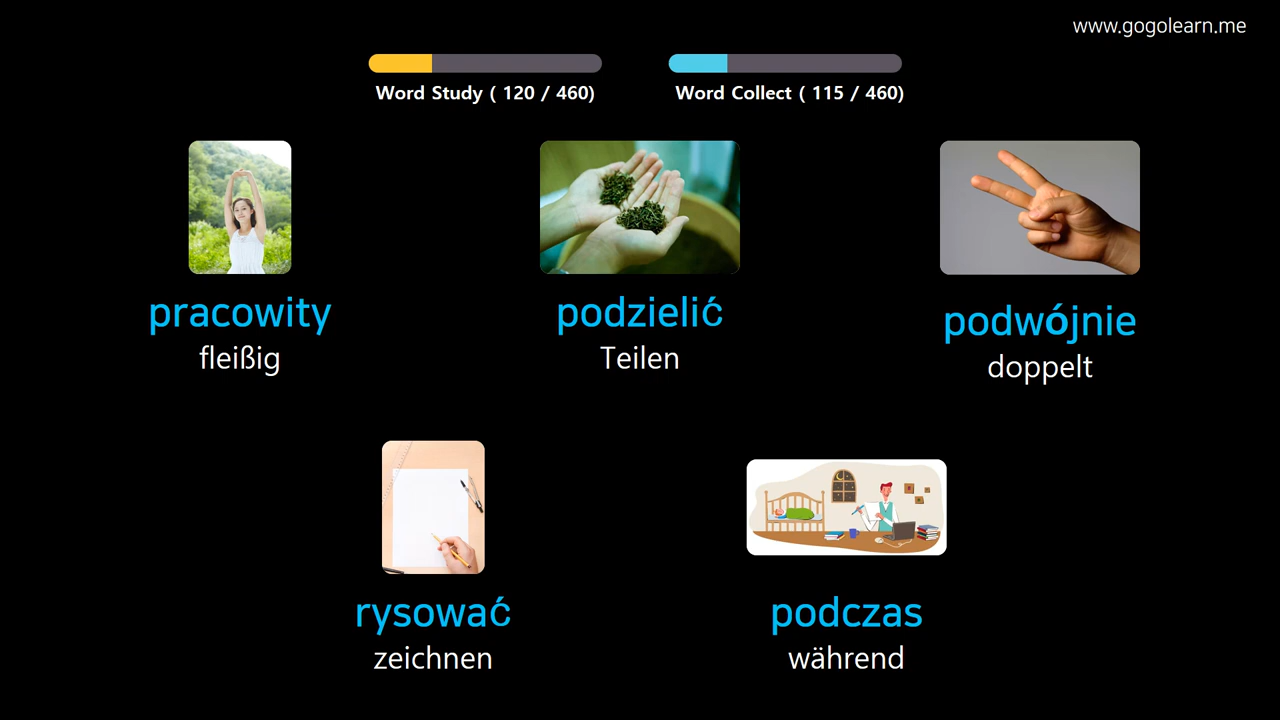 www.gogolearn.me
Word Study ( 120 / 460)
Word Collect ( 115 / 460)
pracowity
fleißig
podzielić
Teilen
podwójnie
doppelt
rysować
zeichnen
podczas
während